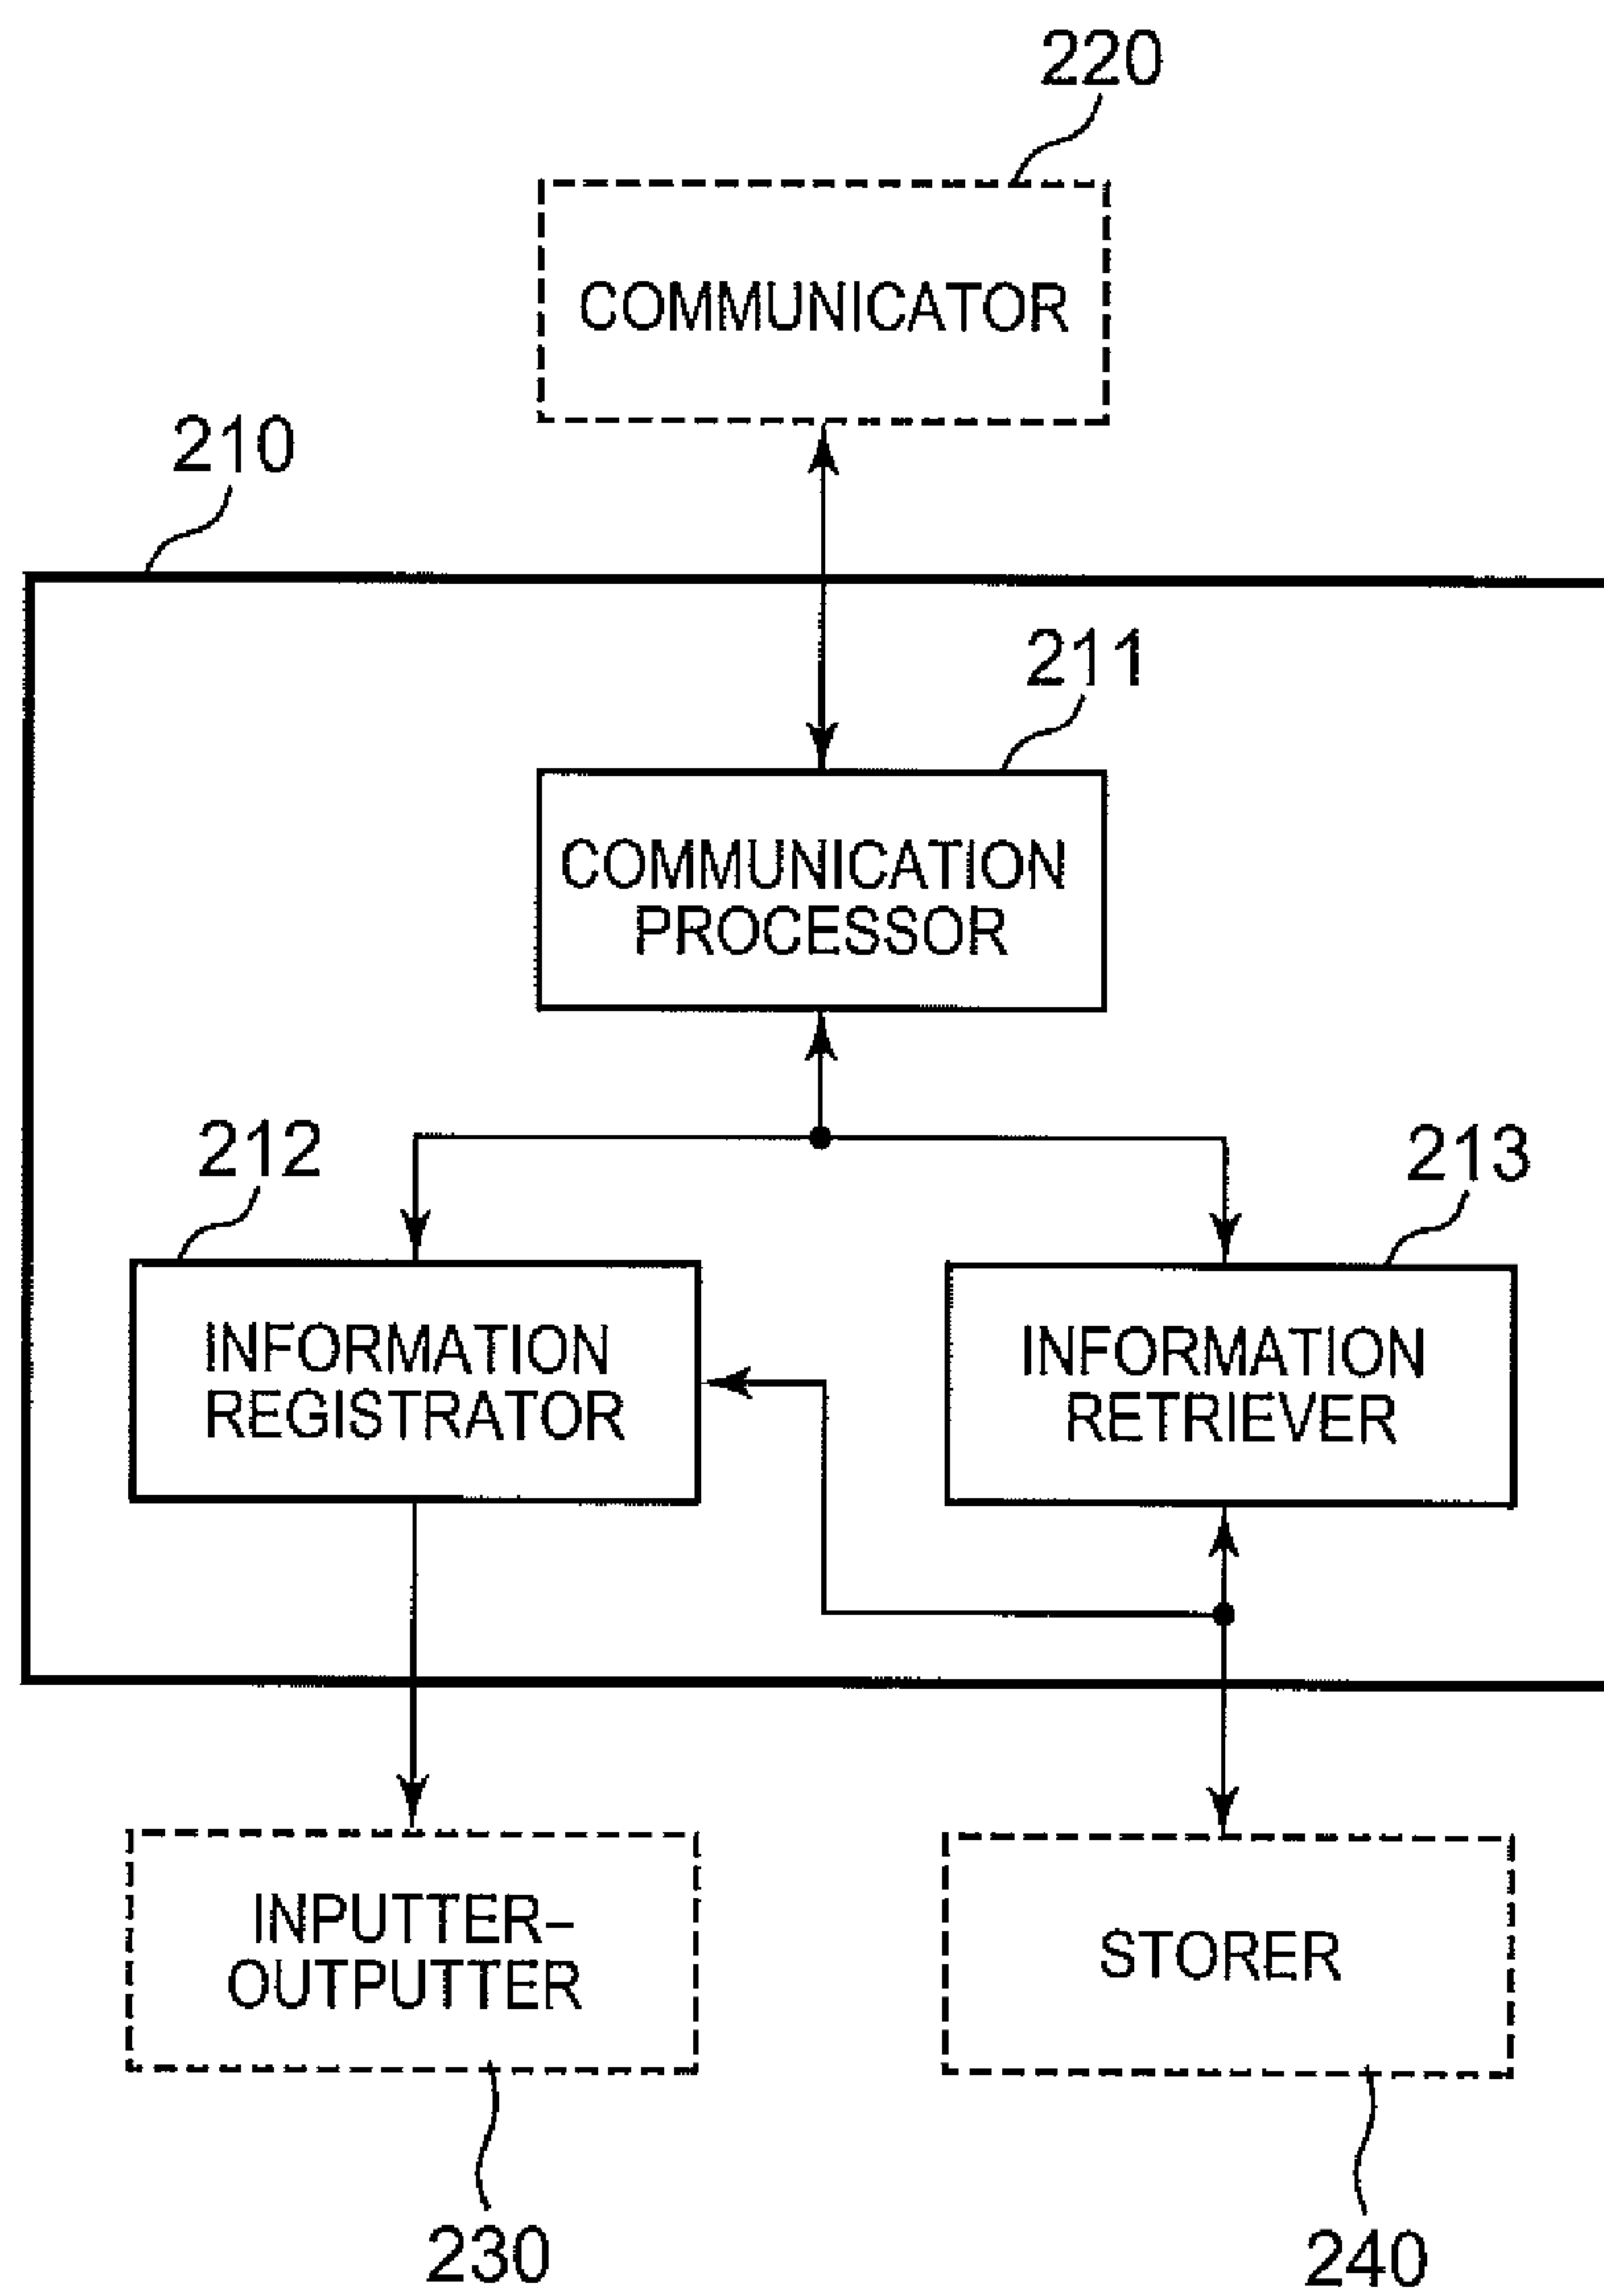 220
COMMUNICATOR
210
211
COMMUNICATION
PROCESSOR
212
213
INFORMATION
REGISTRATOR
INFORMATION
RETRIEVER
INPUTTER–
OUTPUTTER
STORER
230
240